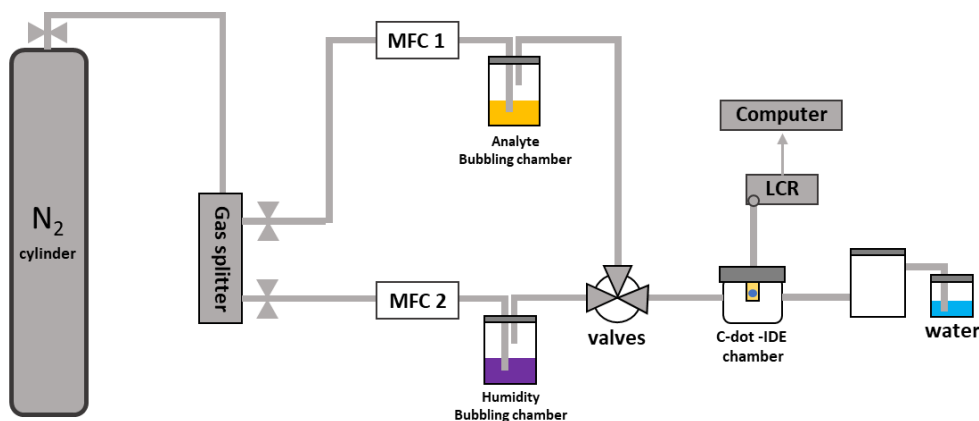 N₂
cylinder
Gas splitter
MFC 1
Analyte
Bubbling chamber
MFC 2
Humidity
Bubbling chamber
valves
Computer
LCR
C-dot -IDE
chamber
water